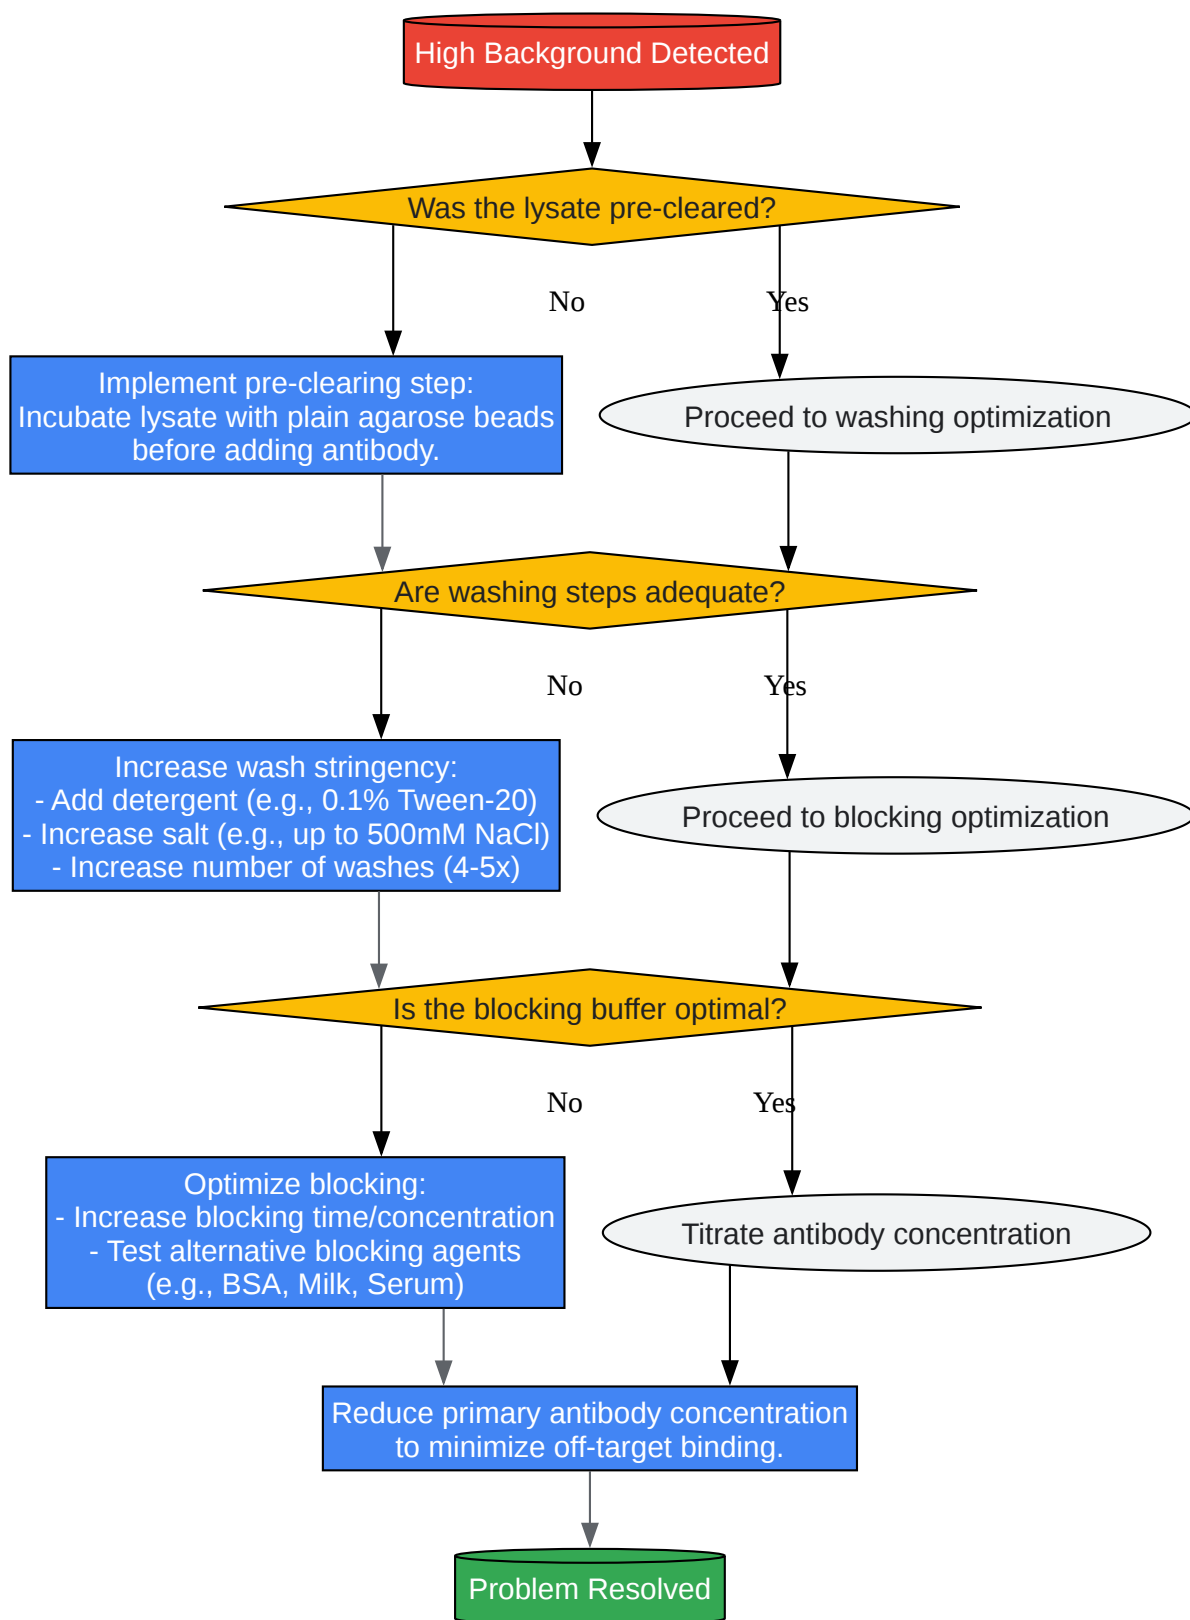 High Background Detected
Was the lysate pre-cleared?
No
Yes
Implement pre-clearing step:
Incubate lysate with plain agarose beads
before adding antibody.
Proceed to washing optimization
Are washing steps adequate?
No
Yes
Increase wash stringency:
- Add detergent (e.g., 0.1% Tween-20)
- Increase salt (e.g., up to 500mM NaCl)
- Increase number of washes (4-5x)
Proceed to blocking optimization
Is the blocking buffer optimal?
No
Yes
Optimize blocking:
- Increase blocking time/concentration
- Test alternative blocking agents
(e.g., BSA, Milk, Serum)
Titrate antibody concentration
Reduce primary antibody concentration
to minimize off-target binding.
Problem Resolved